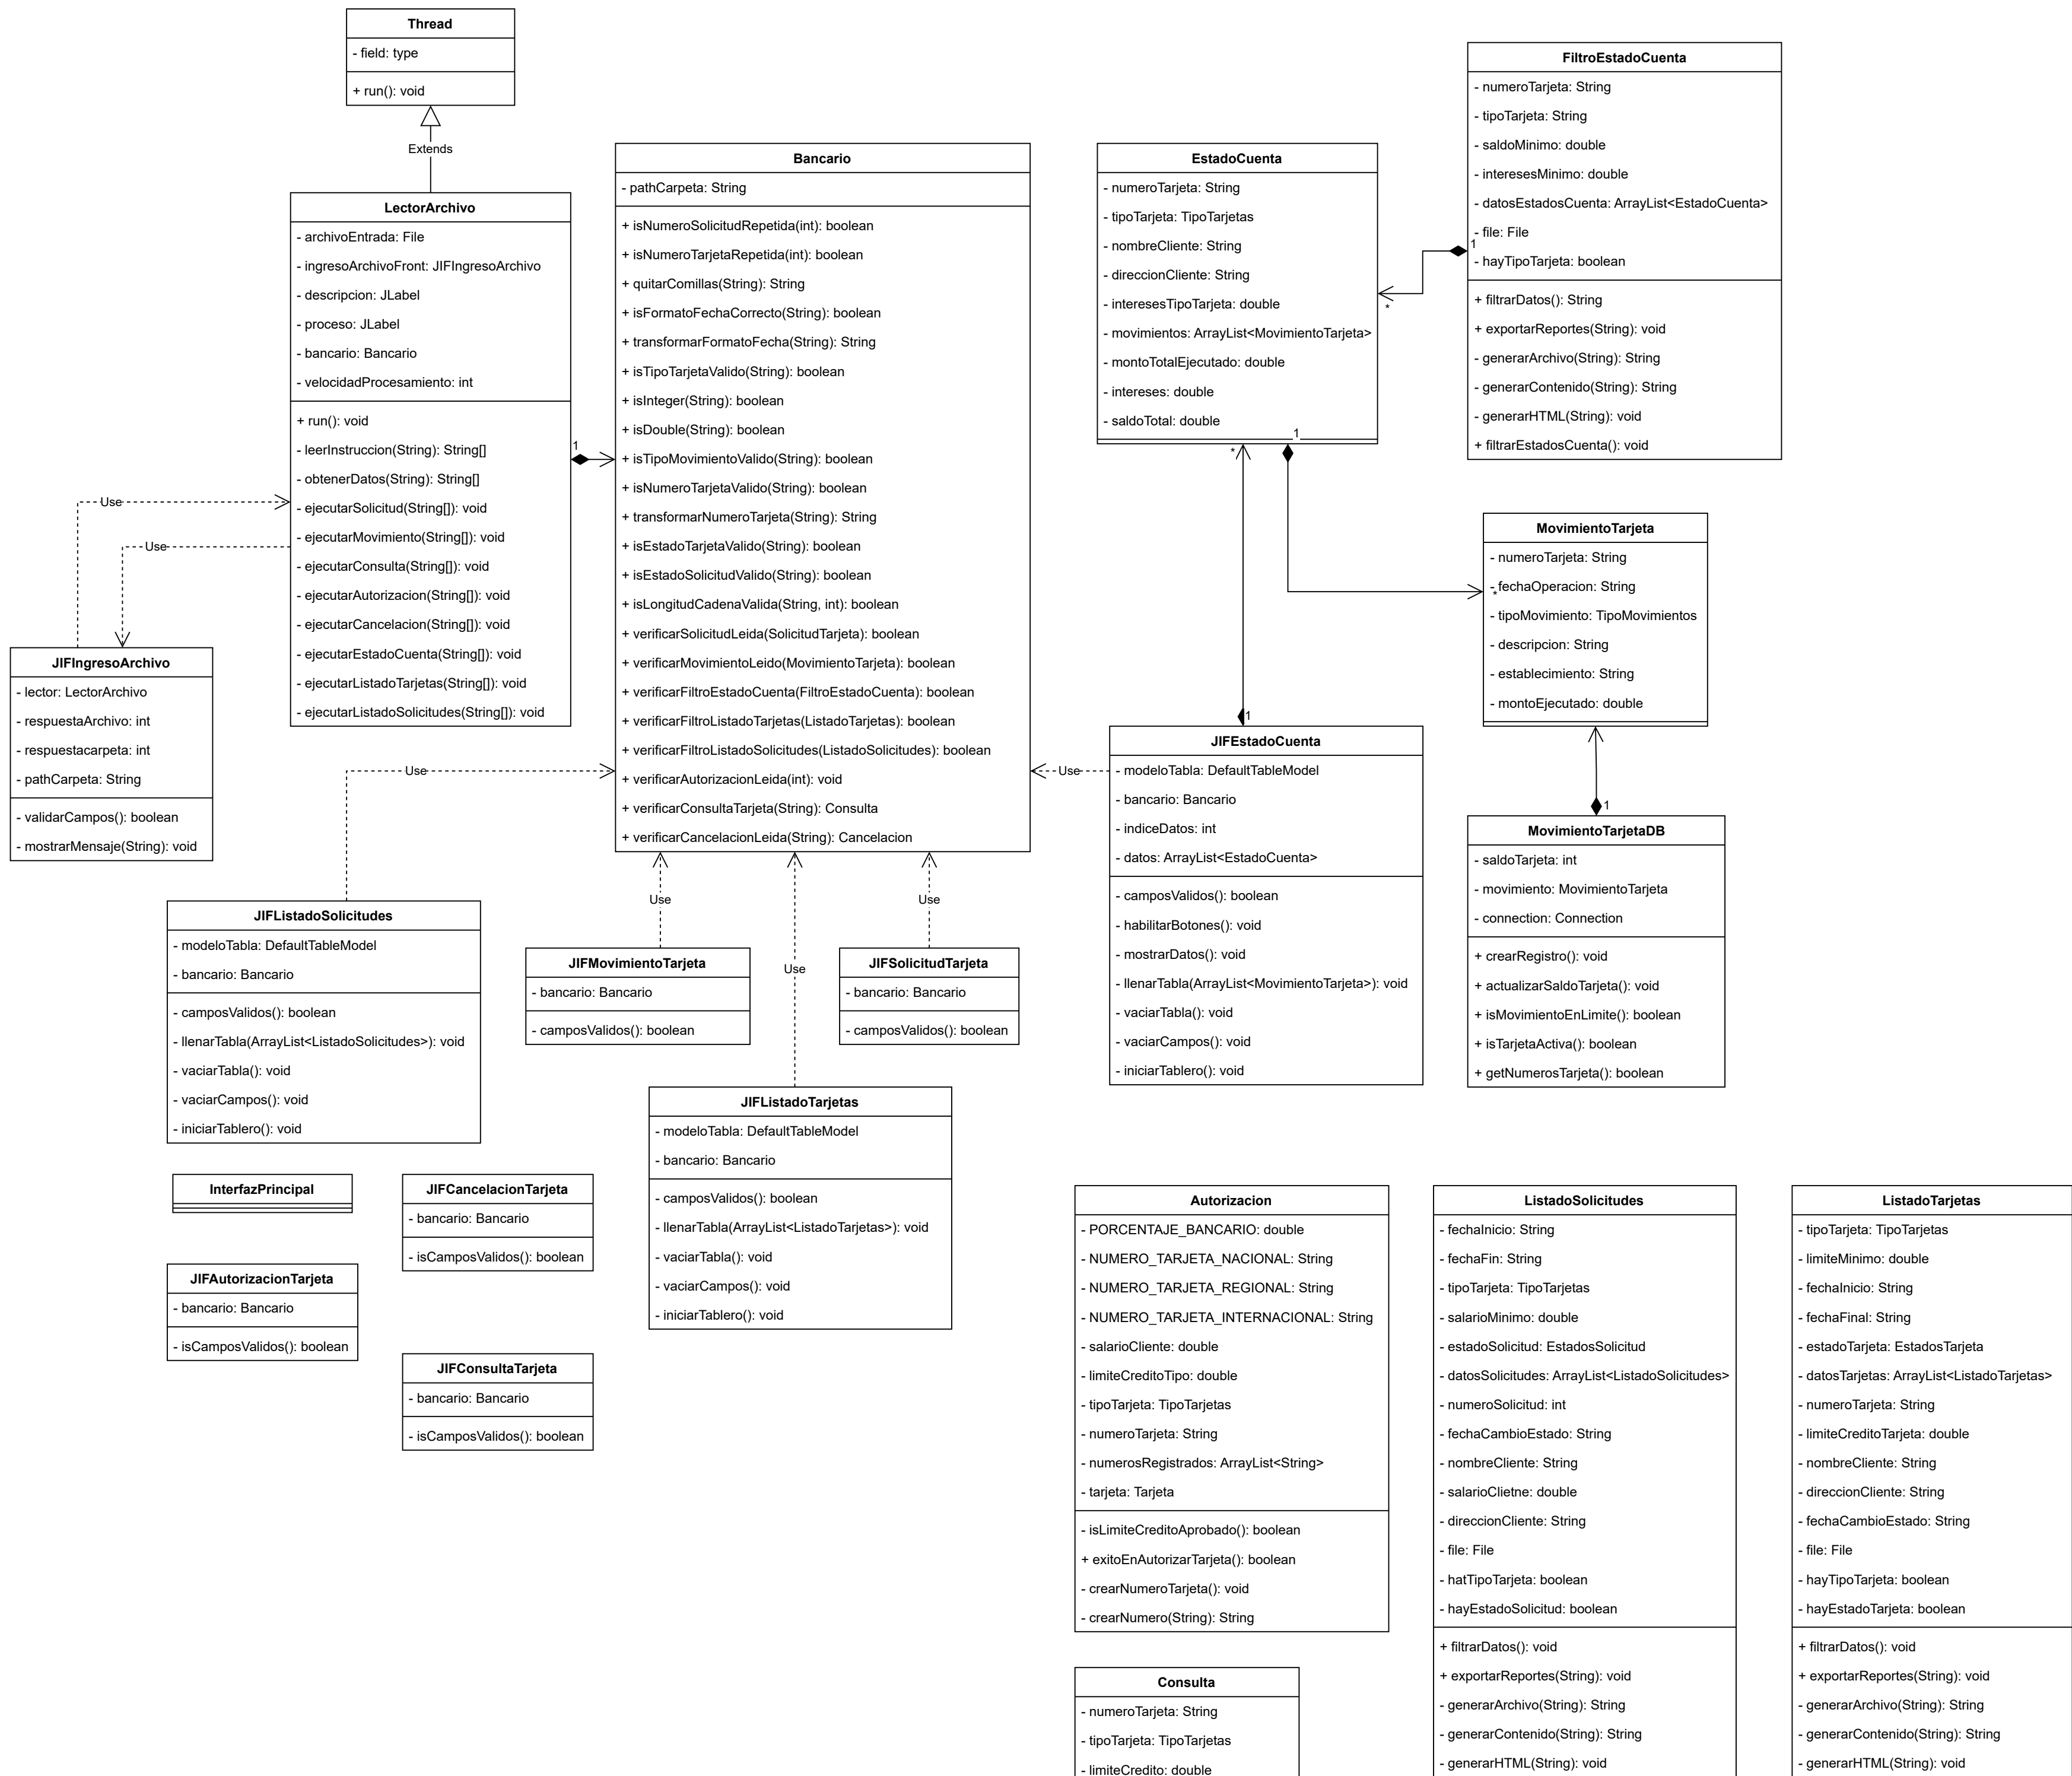 Thread
- field: type
+ run(): void
Extends
LectorArchivo
- archivoEntrada: File
- ingresoArchivoFront: JIFIngresoArchivo
- descripcion: JLabel
- proceso: JLabel
- bancario: Bancario
- velocidadProcesamiento: int
+ run(): void
- leerInstruccion(String): String[]
- obtenerDatos(String): String[]
- ejecutarSolicitud(String[]): void
- ejecutarMovimiento(String[]): void
- ejecutarConsulta(String[]): void
- ejecutarAutorizacion(String[]): void
- ejecutarCancelacion(String[]): void
- ejecutarEstadoCuenta(String[]): void
- ejecutarListadoTarjetas(String[]): void
- ejecutarListadoSolicitudes(String[]): void
1
Use
Use
JIFIngresoArchivo
- lector: LectorArchivo
- respuestaArchivo: int
- respuestacarpeta: int
- pathCarpeta: String
- validarCampos(): boolean
- mostrarMensaje(String): void
Bancario
- pathCarpeta: String
+ isNumeroSolicitudRepetida(int): boolean
+ isNumeroTarjetaRepetida(int): boolean
+ quitarComillas(String): String
+ isFormatoFechaCorrecto(String): boolean
+ transformarFormatoFecha(String): String
+ isTipoTarjetaValido(String): boolean
+ isInteger(String): boolean
+ isDouble(String): boolean
+ isTipoMovimientoValido(String): boolean
+ isNumeroTarjetaValido(String): boolean
+ transformarNumeroTarjeta(String): String
+ isEstadoTarjetaValido(String): boolean
+ isEstadoSolicitudValido(String): boolean
+ isLongitudCadenaValida(String, int): boolean
+ verificarSolicitudLeida(SolicitudTarjeta): boolean
+ verificarMovimientoLeido(MovimientoTarjeta): boolean
+ verificarFiltroEstadoCuenta(FiltroEstadoCuenta): boolean
+ verificarFiltroListadoTarjetas(ListadoTarjetas): boolean
+ verificarFiltroListadoSolicitudes(ListadoSolicitudes): boolean
+ verificarAutorizacionLeida(int): void
+ verificarConsultaTarjeta(String): Consulta
+ verificarCancelacionLeida(String): Cancelacion
Use
Use
Use
Use
Use
EstadoCuenta
- numeroTarjeta: String
- tipoTarjeta: TipoTarjetas
- nombreCliente: String
- direccionCliente: String
- interesesTipoTarjeta: double
- movimientos: ArrayList<MovimientoTarjeta>
- montoTotalEjecutado: double
- intereses: double
- saldoTotal: double
1
*
*
1
FiltroEstadoCuenta
- numeroTarjeta: String
- tipoTarjeta: String
- saldoMinimo: double
- interesesMinimo: double
- datosEstadosCuenta: ArrayList<EstadoCuenta>
- file: File
- hayTipoTarjeta: boolean
+ filtrarDatos(): String
+ exportarReportes(String): void
- generarArchivo(String): String
- generarContenido(String): String
- generarHTML(String): void
+ filtrarEstadosCuenta(): void
MovimientoTarjeta
- numeroTarjeta: String
- fechaOperacion: String
*
- tipoMovimiento: TipoMovimientos
- descripcion: String
- establecimiento: String
- montoEjecutado: double
1
MovimientoTarjetaDB
- saldoTarjeta: int
- movimiento: MovimientoTarjeta
- connection: Connection
+ crearRegistro(): void
+ actualizarSaldoTarjeta(): void
+ isMovimientoEnLimite(): boolean
+ isTarjetaActiva(): boolean
+ getNumerosTarjeta(): boolean
1
JIFEstadoCuenta
- modeloTabla: DefaultTableModel
- bancario: Bancario
- indiceDatos: int
- datos: ArrayList<EstadoCuenta>
- camposValidos(): boolean
- habilitarBotones(): void
- mostrarDatos(): void
- llenarTabla(ArrayList<MovimientoTarjeta>): void
- vaciarTabla(): void
- vaciarCampos(): void
- iniciarTablero(): void
JIFListadoSolicitudes
- modeloTabla: DefaultTableModel
- bancario: Bancario
- camposValidos(): boolean
- llenarTabla(ArrayList<ListadoSolicitudes>): void
- vaciarTabla(): void
- vaciarCampos(): void
- iniciarTablero(): void
JIFMovimientoTarjeta
- bancario: Bancario
- camposValidos(): boolean
JIFSolicitudTarjeta
- bancario: Bancario
- camposValidos(): boolean
JIFListadoTarjetas
- modeloTabla: DefaultTableModel
- bancario: Bancario
- camposValidos(): boolean
- llenarTabla(ArrayList<ListadoTarjetas>): void
- vaciarTabla(): void
- vaciarCampos(): void
- iniciarTablero(): void
InterfazPrincipal
JIFCancelacionTarjeta
- bancario: Bancario
- isCamposValidos(): boolean
JIFAutorizacionTarjeta
- bancario: Bancario
- isCamposValidos(): boolean
JIFConsultaTarjeta
- bancario: Bancario
- isCamposValidos(): boolean
Autorizacion
- PORCENTAJE_BANCARIO: double
- NUMERO_TARJETA_NACIONAL: String
- NUMERO_TARJETA_REGIONAL: String
- NUMERO_TARJETA_INTERNACIONAL: String
- salarioCliente: double
- limiteCreditoTipo: double
- tipoTarjeta: TipoTarjetas
- numeroTarjeta: String
- numerosRegistrados: ArrayList<String>
- tarjeta: Tarjeta
- isLimiteCreditoAprobado(): boolean
+ exitoEnAutorizarTarjeta(): boolean
- crearNumeroTarjeta(): void
- crearNumero(String): String
Consulta
- numeroTarjeta: String
- tipoTarjeta: TipoTarjetas
- limiteCredito: double
ListadoSolicitudes
- fechaInicio: String
- fechaFin: String
- tipoTarjeta: TipoTarjetas
- salarioMinimo: double
- estadoSolicitud: EstadosSolicitud
- datosSolicitudes: ArrayList<ListadoSolicitudes>
- numeroSolicitud: int
- fechaCambioEstado: String
- nombreCliente: String
- salarioClietne: double
- direccionCliente: String
- file: File
- hatTipoTarjeta: boolean
- hayEstadoSolicitud: boolean
+ filtrarDatos(): void
+ exportarReportes(String): void
- generarArchivo(String): String
- generarContenido(String): String
- generarHTML(String): void
ListadoTarjetas
- tipoTarjeta: TipoTarjetas
- limiteMinimo: double
- fechaInicio: String
- fechaFinal: String
- estadoTarjeta: EstadosTarjeta
- datosTarjetas: ArrayList<ListadoTarjetas>
- numeroTarjeta: String
- limiteCreditoTarjeta: double
- nombreCliente: String
- direccionCliente: String
- fechaCambioEstado: String
- file: File
- hayTipoTarjeta: boolean
- hayEstadoTarjeta: boolean
+ filtrarDatos(): void
+ exportarReportes(String): void
- generarArchivo(String): String
- generarContenido(String): String
- generarHTML(String): void